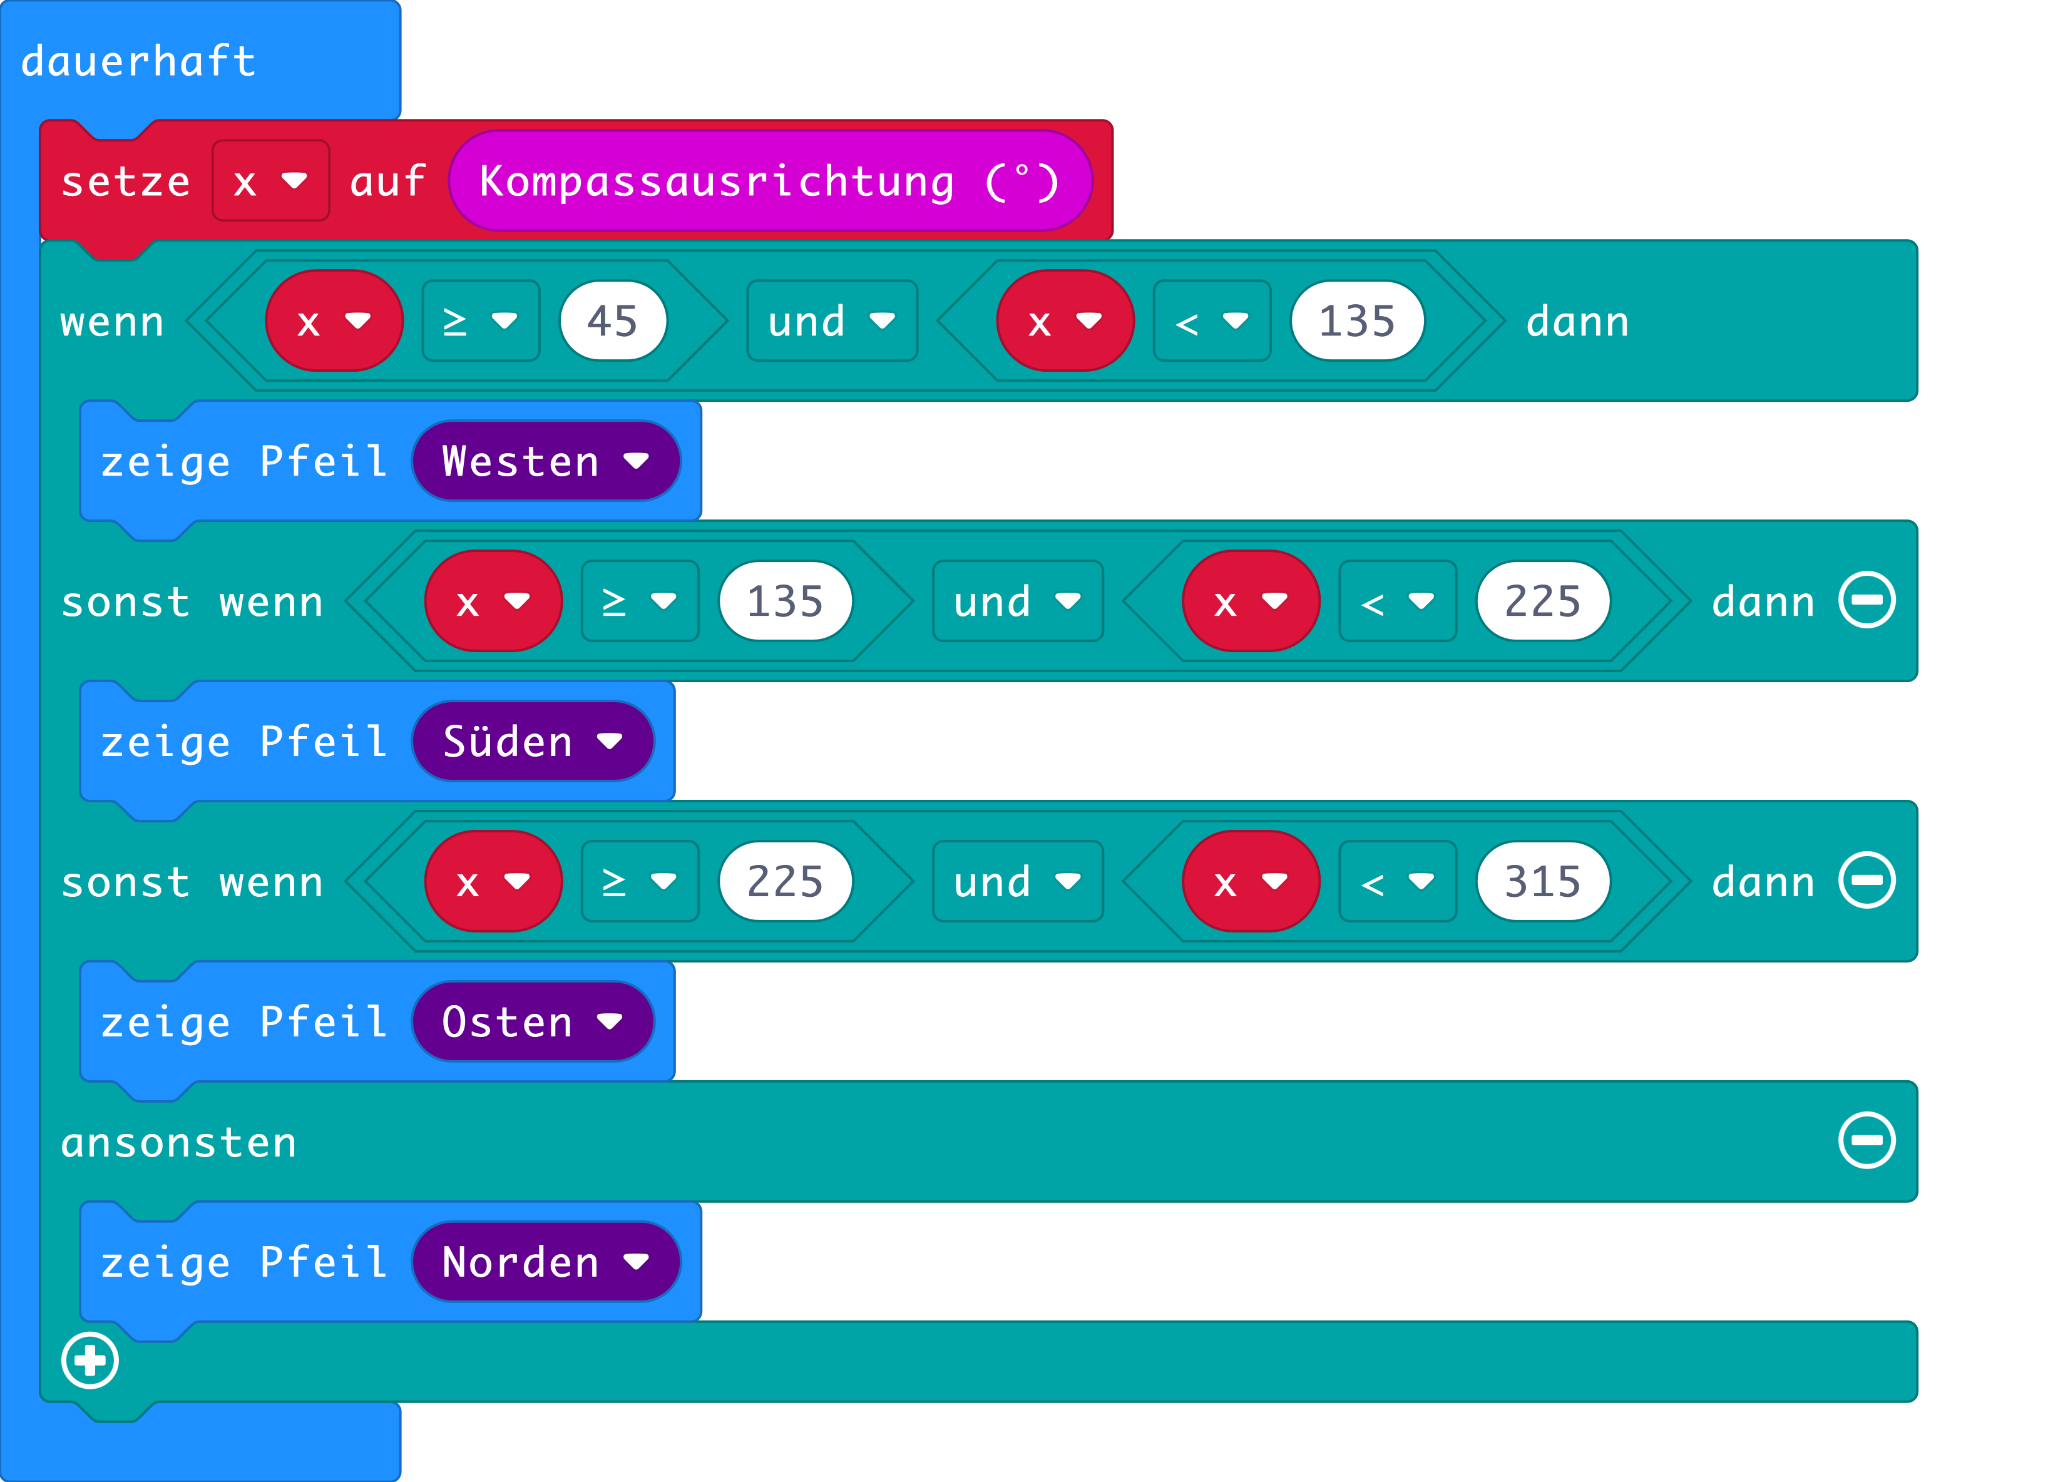 dauerhaft
setze x auf Kompassausrichtung (°)
wenn x ≥ 45 und x < 135 dann
zeige Pfeil Westen
sonst wenn x ≥ 135 und x < 225 dann
zeige Pfeil Süden
sonst wenn x ≥ 225 und x < 315 dann
zeige Pfeil Osten
ansonsten
zeige Pfeil Norden